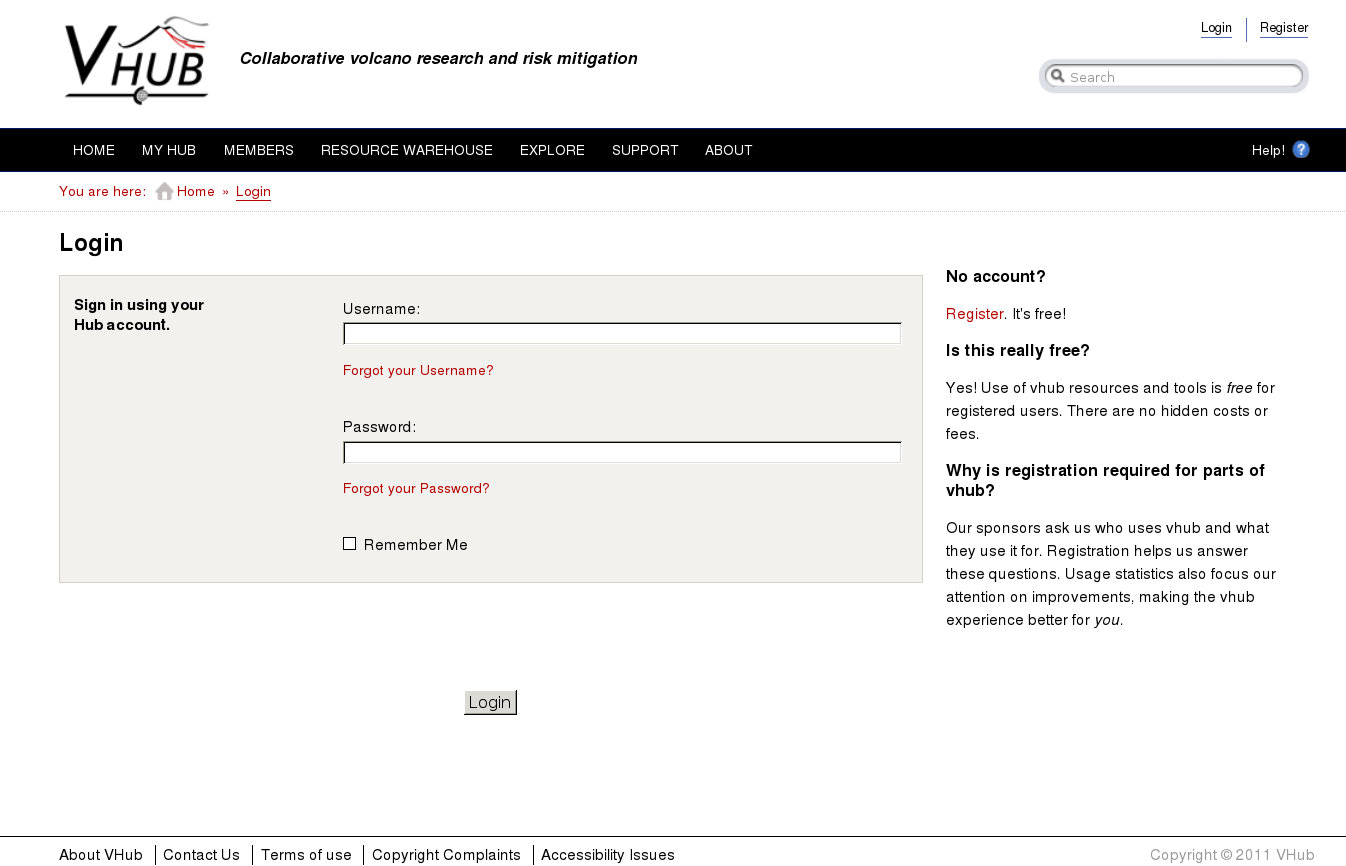 VHUB
Collaborative volcano research and risk mitigation
Login
Register
Search
HOME MY HUB MEMBERS RESOURCE WAREHOUSE EXPLORE SUPPORT ABOUT
Help! ?
You are here: Home » Login
Login
Sign in using your
Hub account.
Username:
Forgot your Username?
Password:
Forgot your Password?
Remember Me
Login
No account?
Register. It's free!
Is this really free?
Yes! Use of vhub resources and tools is free for
registered users. There are no hidden costs or
fees.
Why is registration required for parts of
vhub?
Our sponsors ask us who uses vhub and what
they use it for. Registration helps us answer
these questions. Usage statistics also focus our
attention on improvements, making the vhub
experience better for you.
About VHub Contact Us Terms of use Copyright Complaints Accessibility Issues
Copyright © 2011 VHub